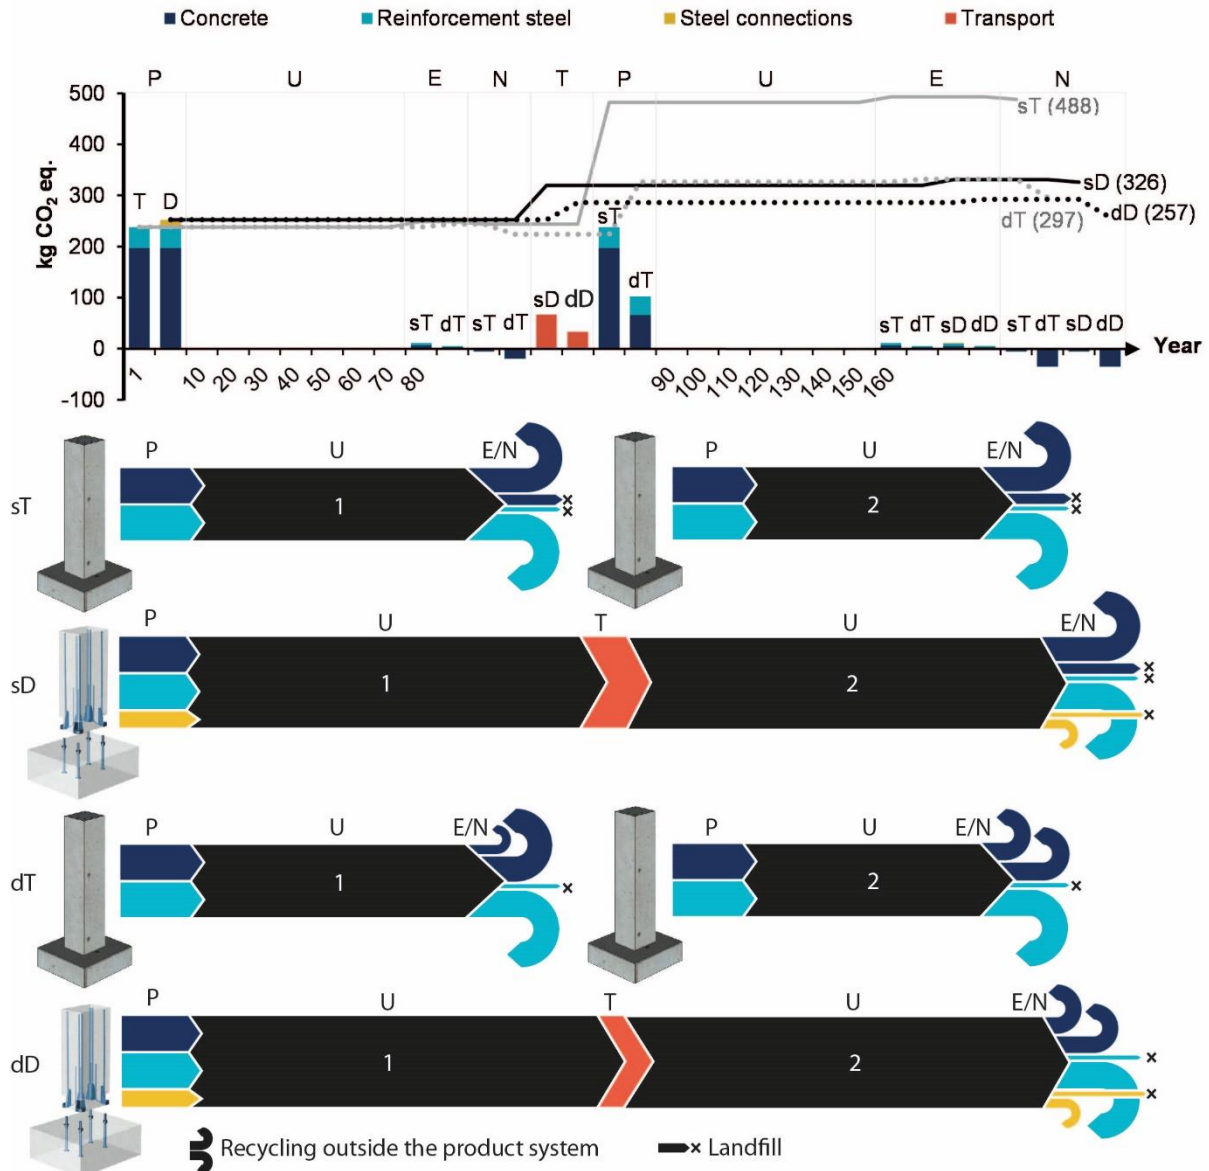 Concrete Reinforcement steel Steel connections Transport
P U E N T P U E N
kg CO2 eq.
500
400
300
200
100
0
-100
T D
sT dT sT dT sD dD sT dT sT dT sD dD sT dT sD dD
sT (488)
sD (326)
dD (257)
dT (297)
Year
1 10 20 30 40 50 60 70 80 90 100 110 120 130 140 150 160
P U E/N P U E/N
sT 1 2
P U T U E/N
sD 1 2
P U E/N P U E/N
dT 1 2
P U T U E/N
dD 1 2
Recycling outside the product system Landfill